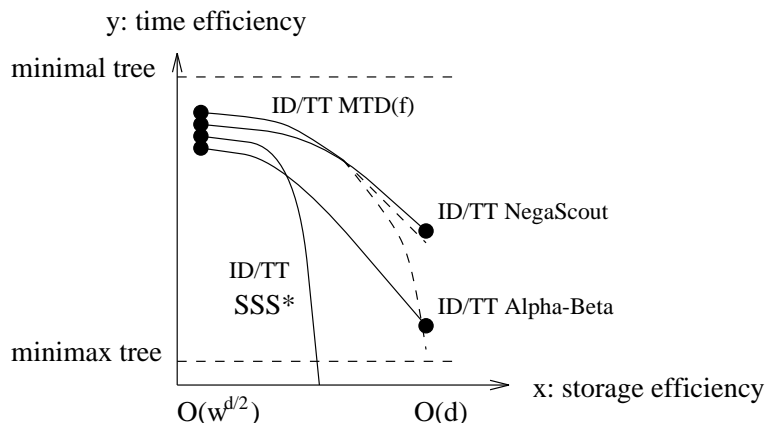 y: time efficiency
minimal tree
ID/TT MTD(f)
ID/TT NegaScout
ID/TT
SSS*
ID/TT Alpha-Beta
minimax tree
x: storage efficiency
O(w^{d/2})
O(d)